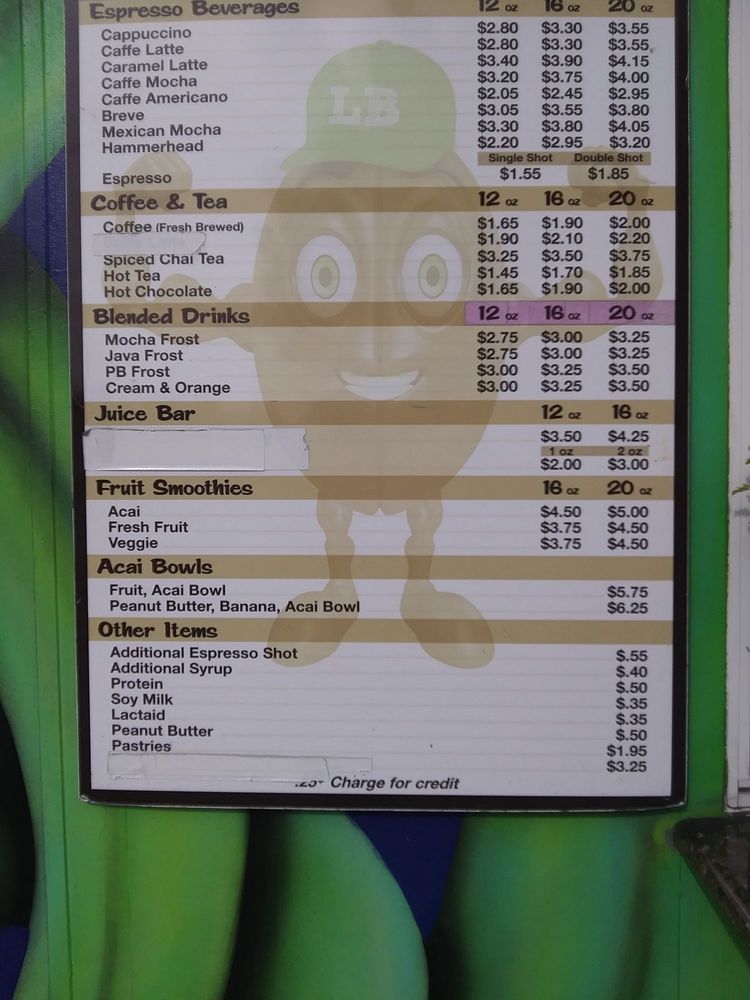 Espresso Beverages 12 oz 16 oz 20 oz
Cappuccino $2.80 $3.30 $3.55
Caffe Latte $2.80 $3.30 $3.55
Caramel Latte $3.40 $3.90 $4.15
Caffe Mocha $3.20 $3.75 $4.00
Caffe Americano $2.05 $2.45 $2.95
Breve $3.05 $3.55 $3.80
Mexican Mocha $3.30 $3.80 $4.05
Hammerhead $2.20 $2.95 $3.20
Single Shot Double Shot
Espresso $1.55 $1.85
LB
Coffee & Tea 12 oz 16 oz 20 oz
Coffee (Fresh Brewed) $1.65 $1.90 $2.00
$1.90 $2.10 $2.20
Spiced Chai Tea $3.25 $3.50 $3.75
Hot Tea $1.45 $1.70 $1.85
Hot Chocolate $1.65 $1.90 $2.00
Blended Drinks 12 oz 16 oz 20 oz
Mocha Frost $2.75 $3.00 $3.25
Java Frost $2.75 $3.00 $3.25
PB Frost $3.00 $3.25 $3.50
Cream & Orange $3.00 $3.25 $3.50
Juice Bar 12 oz 16 oz
$3.50 $4.25
1 oz 2 oz
$2.00 $3.00
Fruit Smoothies 16 oz 20 oz
Acai $4.50 $5.00
Fresh Fruit $3.75 $4.50
Veggie $3.75 $4.50
Acai Bowls
Fruit, Acai Bowl $5.75
Peanut Butter, Banana, Acai Bowl $6.25
Other Items
Additional Espresso Shot $.55
Additional Syrup $.40
Protein $.50
Soy Milk $.35
Lactaid $.35
Peanut Butter $.50
Pastries $1.95
$3.25
Charge for credit